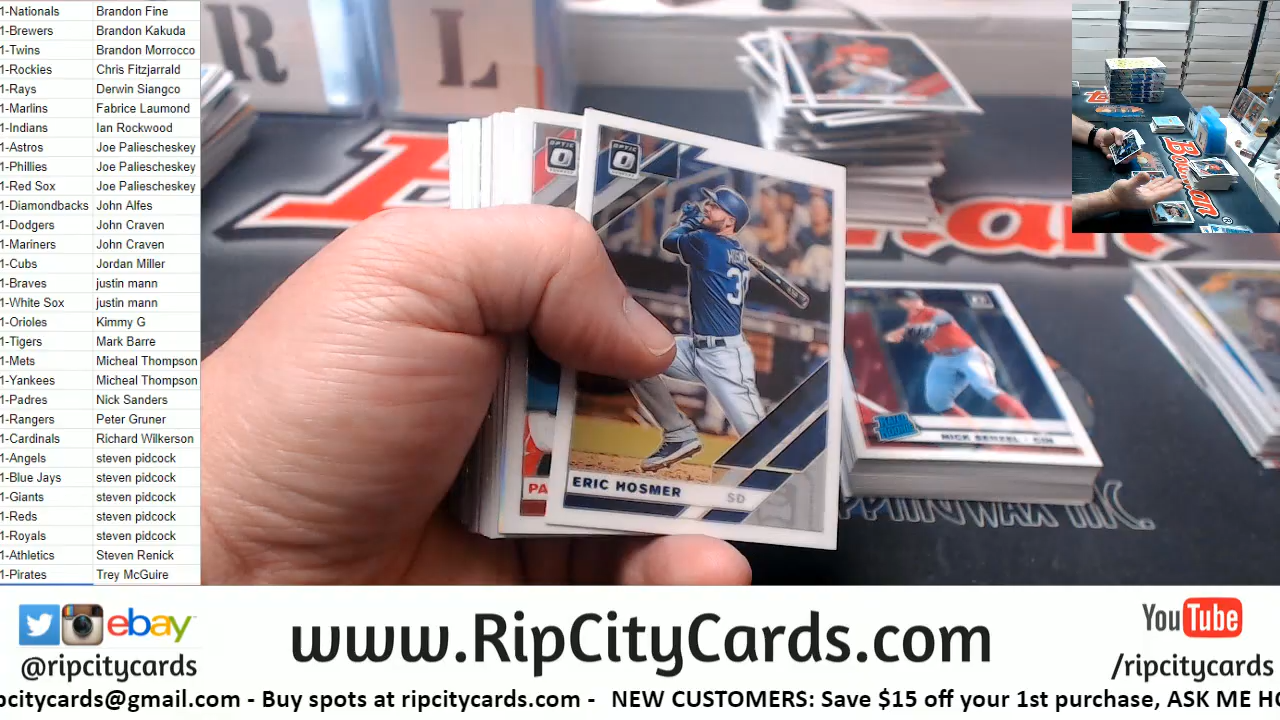 1-Nationals Brandon Fine
1-Brewers Brandon Kakuda
1-Twins Brandon Morrocco
1-Rockies Chris Fitzjarrald
1-Rays Derwin Siangco
1-Marlins Fabrice Laumond
1-Indians Ian Rockwood
1-Astros Joe Paliescheskey
1-Phillies Joe Paliescheskey
1-Red Sox Joe Paliescheskey
1-Diamondbacks John Alfes
1-Dodgers John Craven
1-Mariners John Craven
1-Cubs Jordan Miller
1-Braves justin mann
1-White Sox justin mann
1-Orioles Kimmy G
1-Tigers Mark Barre
1-Mets Micheal Thompson
1-Yankees Micheal Thompson
1-Padres Nick Sanders
1-Rangers Peter Gruner
1-Cardinals Richard Wilkerson
1-Angels steven pidcock
1-Blue Jays steven pidcock
1-Giants steven pidcock
1-Reds steven pidcock
1-Royals steven pidcock
1-Athletics Steven Renick
1-Pirates Trey McGuire
R L
OPTIC
OPTIC
ERIC HOSMER SD
PA
NICK SENZEL - CIN
Bowman
ebay
@ripcitycards
www.RipCityCards.com
YouTube
/ripcitycards
pcitycards@gmail.com - Buy spots at ripcitycards.com - NEW CUSTOMERS: Save $15 off your 1st purchase, ASK ME HO